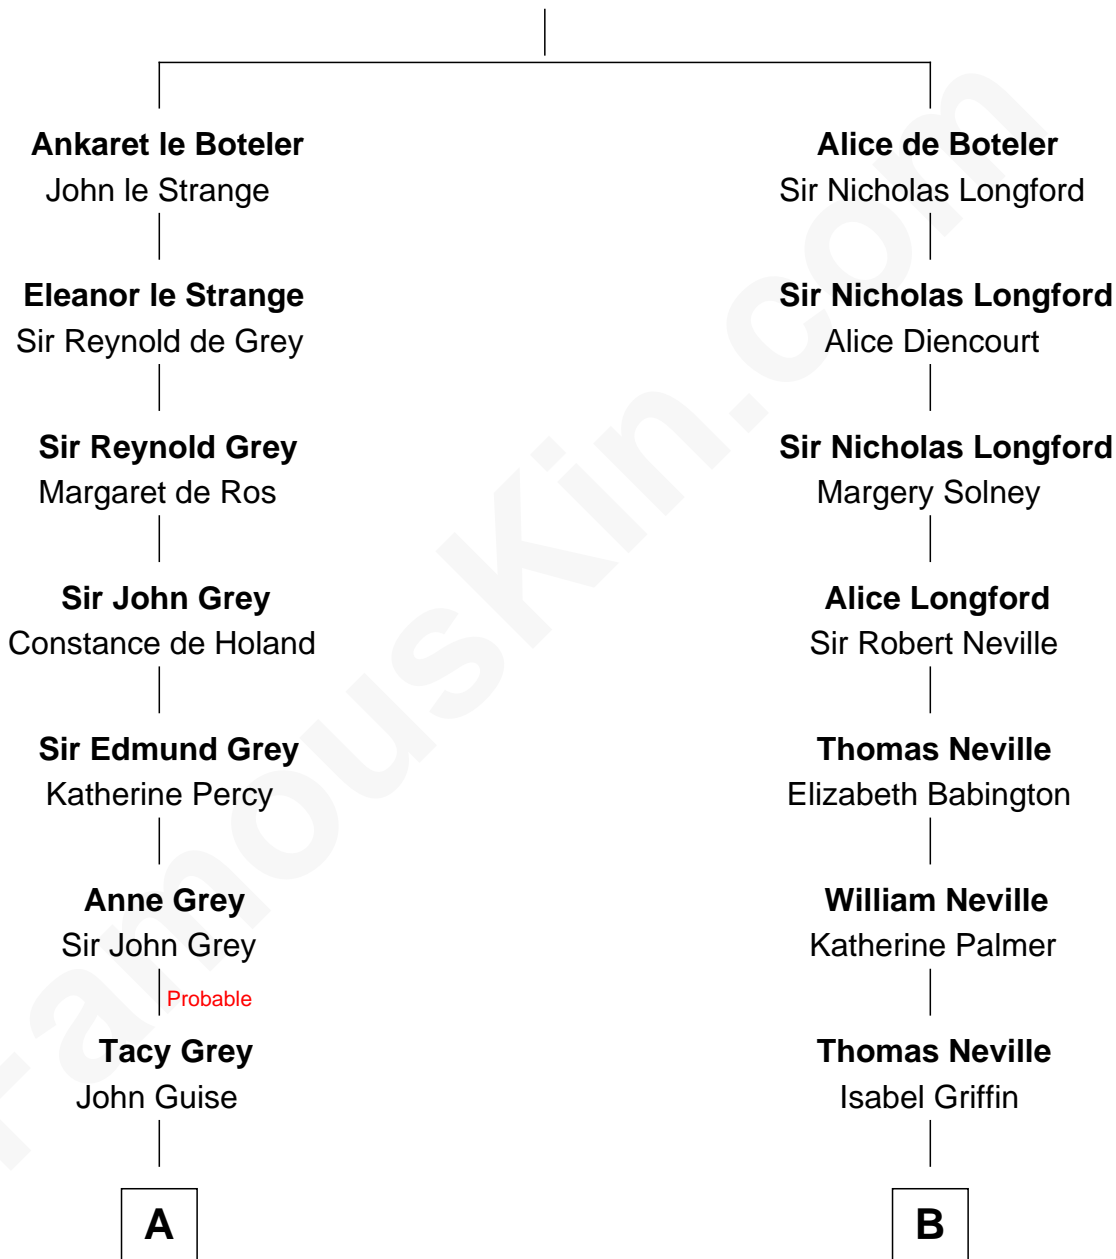 Ankaret le Boteler
John le Strange
Alice de Boteler
Sir Nicholas Longford
Eleanor le Strange
Sir Reynold de Grey
Sir Nicholas Longford
Alice Diencourt
Sir Reynold Grey
Margaret de Ros
Sir Nicholas Longford
Margery Solney
Sir John Grey
Constance de Holand
Alice Longford
Sir Robert Neville
Sir Edmund Grey
Katherine Percy
Thomas Neville
Elizabeth Babington
Anne Grey
Sir John Grey
William Neville
Katherine Palmer
Probable
Tacy Grey
John Guise
Thomas Neville
Isabel Griffin
A
B
FamousKin.com